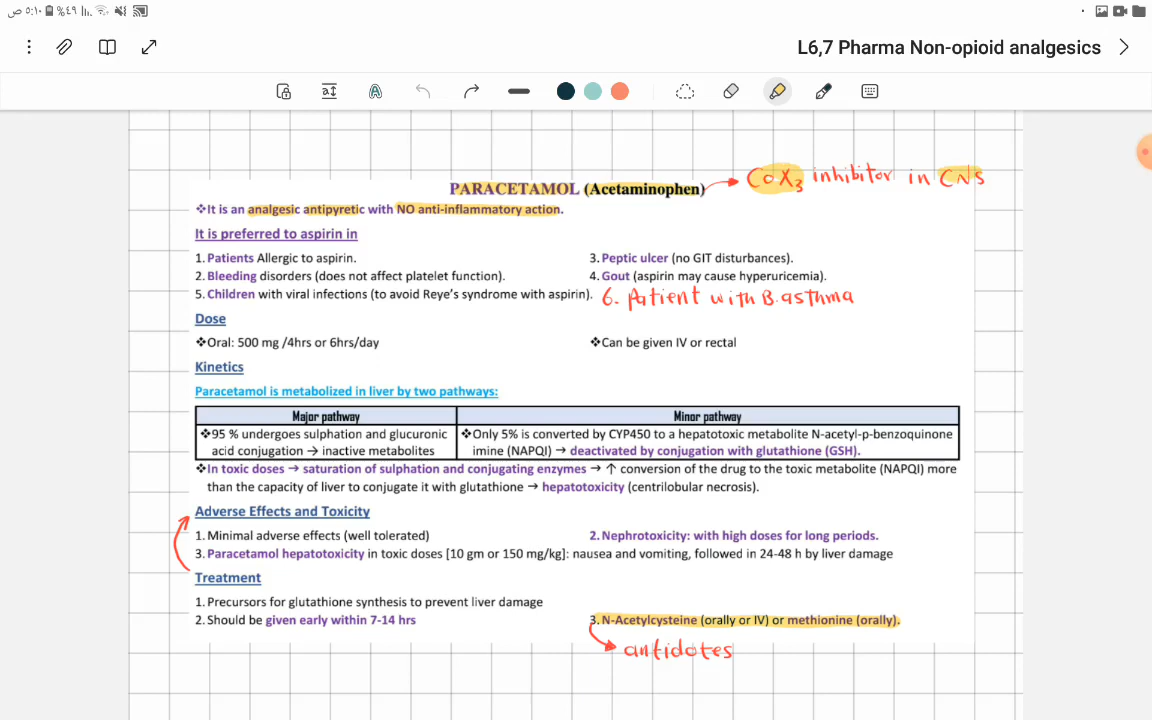 ص ٥:١٠ %٤٩
L6,7 Pharma Non-opioid analgesics
PARACETAMOL (Acetaminophen) → COX3 inhibitor in CNS
❖It is an analgesic antipyretic with NO anti-inflammatory action.
It is preferred to aspirin in
1. Patients Allergic to aspirin. 3. Peptic ulcer (no GIT disturbances).
2. Bleeding disorders (does not affect platelet function). 4. Gout (aspirin may cause hyperuricemia).
5. Children with viral infections (to avoid Reye's syndrome with aspirin). 6. Patient with B.asthma
Dose
❖Oral: 500 mg /4hrs or 6hrs/day ❖Can be given IV or rectal
Kinetics
Paracetamol is metabolized in liver by two pathways:
Major pathway Minor pathway
❖95 % undergoes sulphation and glucuronic ❖Only 5% is converted by CYP450 to a hepatotoxic metabolite N-acetyl-p-benzoquinone
acid conjugation → inactive metabolites imine (NAPQI) → deactivated by conjugation with glutathione (GSH).
❖In toxic doses → saturation of sulphation and conjugating enzymes → ↑ conversion of the drug to the toxic metabolite (NAPQI) more
than the capacity of liver to conjugate it with glutathione → hepatotoxicity (centrilobular necrosis).
Adverse Effects and Toxicity
1. Minimal adverse effects (well tolerated) 2. Nephrotoxicity: with high doses for long periods.
3. Paracetamol hepatotoxicity in toxic doses [10 gm or 150 mg/kg]: nausea and vomiting, followed in 24-48 h by liver damage
Treatment
1. Precursors for glutathione synthesis to prevent liver damage
2. Should be given early within 7-14 hrs 3. N-Acetylcysteine (orally or IV) or methionine (orally).
antidotes